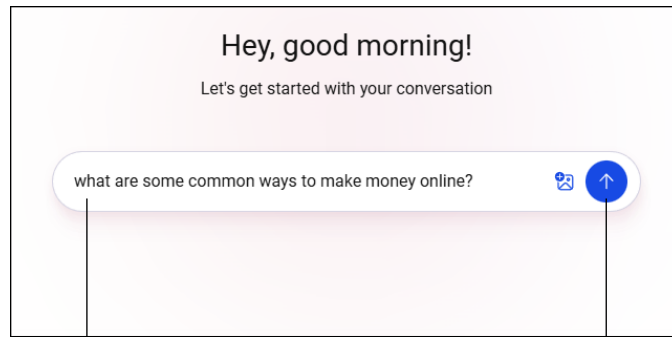 Hey, good morning!
Let's get started with your conversation
what are some common ways to make money online?